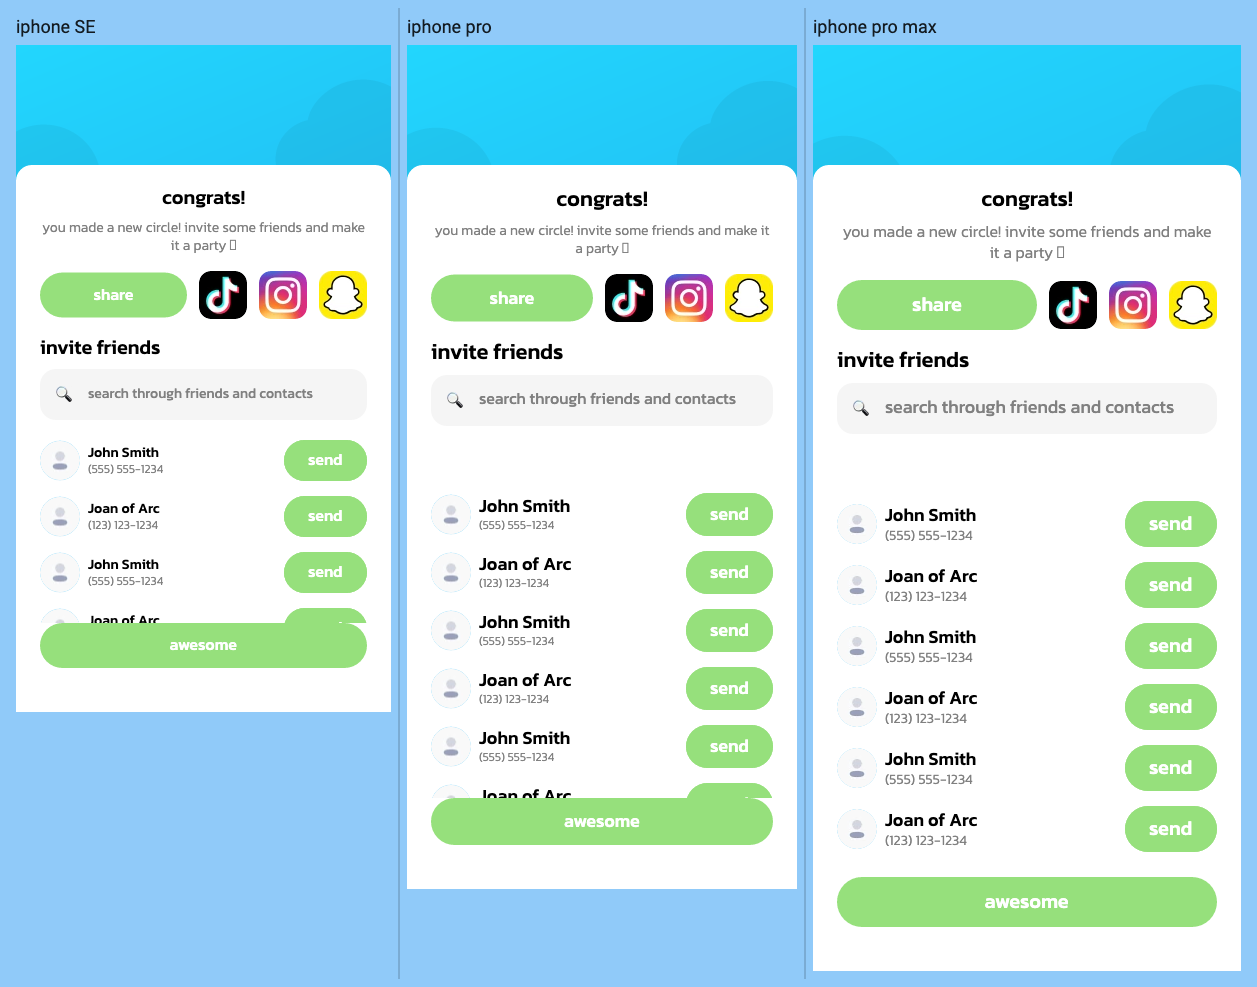 iphone SE
congrats!
you made a new circle! invite some friends and make
it a party
share
invite friends
search through friends and contacts
John Smith
(555) 555-1234
send
Joan of Arc
(123) 123-1234
send
John Smith
(555) 555-1234
send
Joan of Arc
awesome
iphone pro
congrats!
you made a new circle! invite some friends and make it
a party
share
invite friends
search through friends and contacts
John Smith
(555) 555-1234
send
Joan of Arc
(123) 123-1234
send
John Smith
(555) 555-1234
send
Joan of Arc
(123) 123-1234
send
John Smith
(555) 555-1234
send
Joan of Arc
awesome
iphone pro max
congrats!
you made a new circle! invite some friends and make
it a party
share
invite friends
search through friends and contacts
John Smith
(555) 555-1234
send
Joan of Arc
(123) 123-1234
send
John Smith
(555) 555-1234
send
Joan of Arc
(123) 123-1234
send
John Smith
(555) 555-1234
send
Joan of Arc
(123) 123-1234
send
awesome